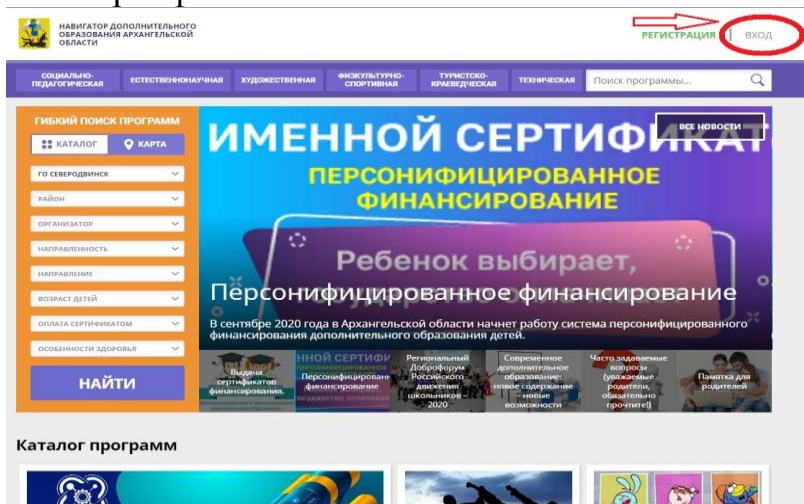 НАВИГАТОР ДОПОЛНИТЕЛЬНОГО
ОБРАЗОВАНИЯ АРХАНГЕЛЬСКОЙ
ОБЛАСТИ
РЕГИСТРАЦИЯ | ВХОД
СОЦИАЛЬНО-
ПЕДАГОГИЧЕСКАЯ
ЕСТЕСТВЕННОНАУЧНАЯ
ХУДОЖЕСТВЕННАЯ
ФИЗКУЛЬТУРНО-
СПОРТИВНАЯ
ТУРИСТСКО-
КРАЕВЕДЧЕСКАЯ
ТЕХНИЧЕСКАЯ
Поиск программы...
ГИБКИЙ ПОИСК ПРОГРАММ
КАТАЛОГ
КАРТА
ГО СЕВЕРОДВИНСК
РАЙОН
ОРГАНИЗАТОР
НАПРАВЛЕННОСТЬ
НАПРАВЛЕНИЕ
ВОЗРАСТ ДЕТЕЙ
ОПЛАТА СЕРТИФИКАТОМ
ОСОБЕННОСТИ ЗДОРОВЬЯ
НАЙТИ
ВСЕ НОВОСТИ
ИМЕННОЙ СЕРТИФИКАТ
ПЕРСОНИФИЦИРОВАННОЕ
ФИНАНСИРОВАНИЕ
Ребенок выбирает,
Персонифицированное финансирование
В сентябре 2020 года в Архангельской области начнет работу система персонифицированного
финансирования дополнительного образования детей.
Выдача
сертификатов
финансирования.
Персонифицированное
финансирование
Региональный
Доброфорум
Российского
движения
школьников –
2020
Современное
дополнительное
образование:
новое содержание
– новые
возможности
Часто задаваемые
вопросы
(уважаемые
родители,
обязательно
прочтите!)
Памятка для
родителей
Каталог программ